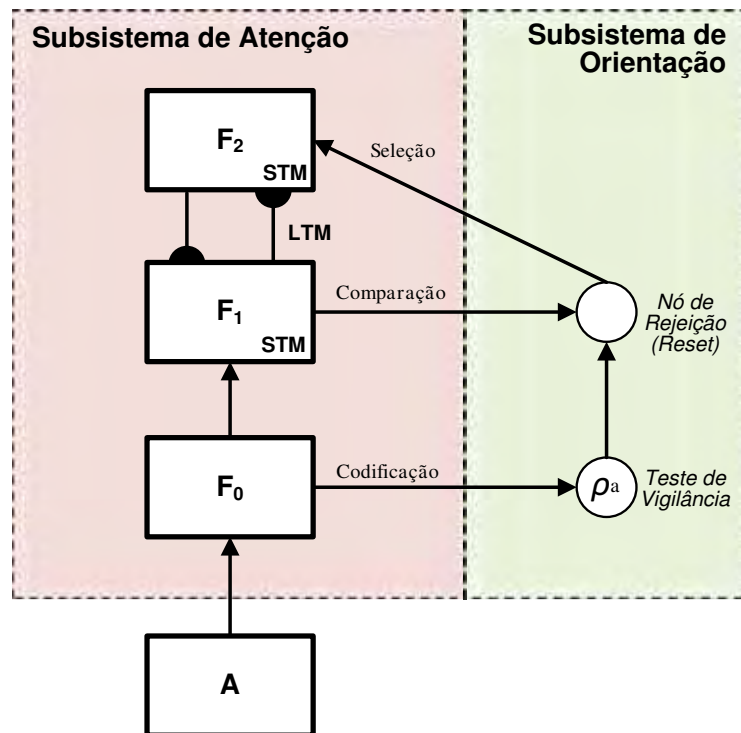 Subsistema de Atenção
Subsistema de
Orientação
F2
STM
Seleção
LTM
F1
STM
Comparação
Nó de
Rejeição
(Reset)
F0
Codificação
ρa
Teste de
Vigilância
A